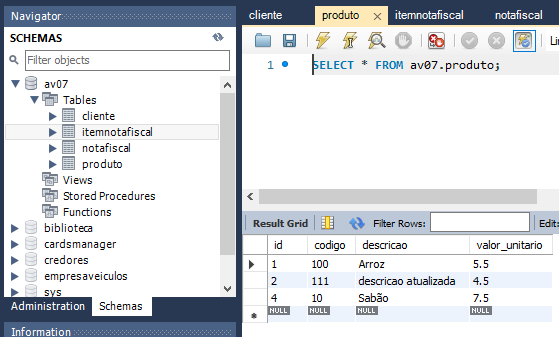 Navigator
SCHEMAS
Filter objects
av07
Tables
cliente
itemnotafiscal
notafiscal
produto
Views
Stored Procedures
Functions
biblioteca
cardsmanager
credores
empresaveiculos
sys
Administration Schemas
Information
cliente produto itemnotafiscal notafiscal
1 SELECT * FROM av07.produto;
Result Grid Filter Rows: Edit:
id codigo descricao valor_unitario
1 100 Arroz 5.5
2 111 descricao atualizada 4.5
4 10 Sabão 7.5
NULL NULL NULL NULL